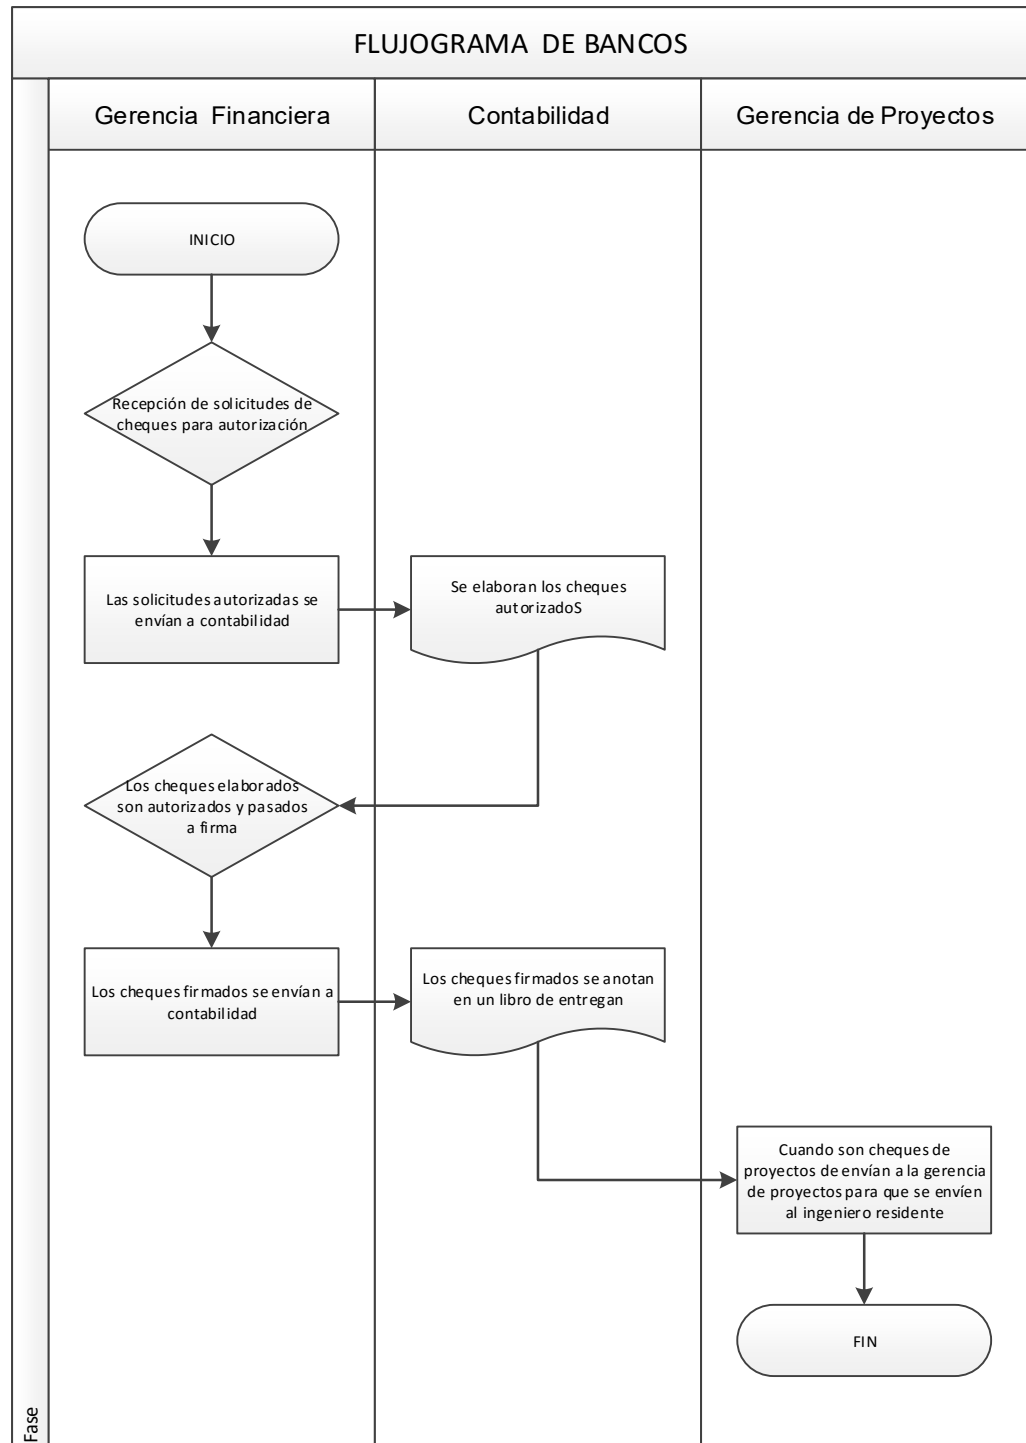 FLUJOGRAMA DE BANCOS
Gerencia Financiera
Contabilidad
Gerencia de Proyectos
INICIO
Recepción de solicitudes de
cheques para autorización
Las solicitudes autorizadas se
envían a contabilidad
Se elaboran los cheques
autorizadoS
Los cheques elaborados
son autorizados y pasados
a firma
Los cheques firmados se envían a
contabilidad
Los cheques firmados se anotan
en un libro de entregan
Cuando son cheques de
proyectos de envían a la gerencia
de proyectos para que se envíen
al ingeniero residente
FIN
Fase